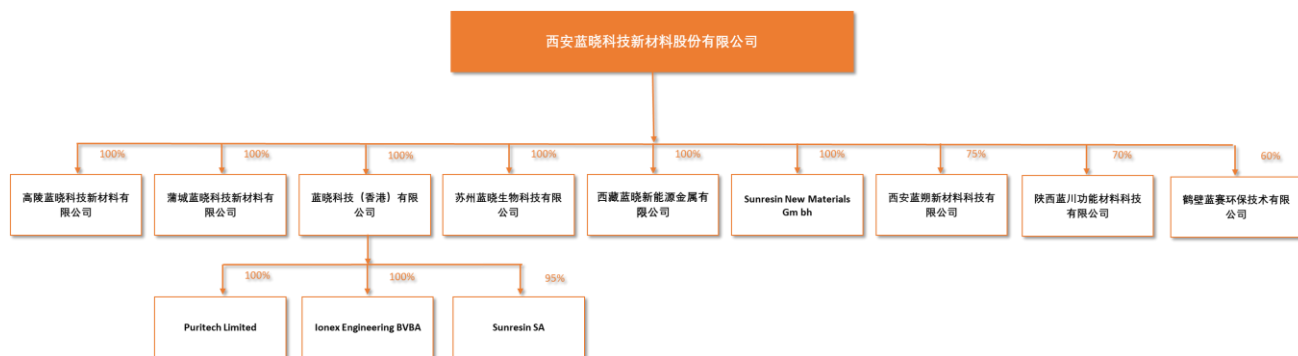 西安蓝晓科技新材料股份有限公司
100%
100%
100%
100%
100%
100%
75%
70%
60%
高陵蓝晓科技新材料有
限公司
蒲城蓝晓科技新材料有
限公司
蓝晓科技（香港）有限
公司
苏州蓝晓生物科技有限
公司
西藏蓝晓新能源金属有
限公司
Sunresin New Materials
Gm bh
西安蓝朔新材料科技有
限公司
陕西蓝川功能材料科技
有限公司
鹤壁蓝赛环保技术有限
公司
100%
100%
95%
Puritech Limited
Ionex Engineering BVBA
Sunresin SA